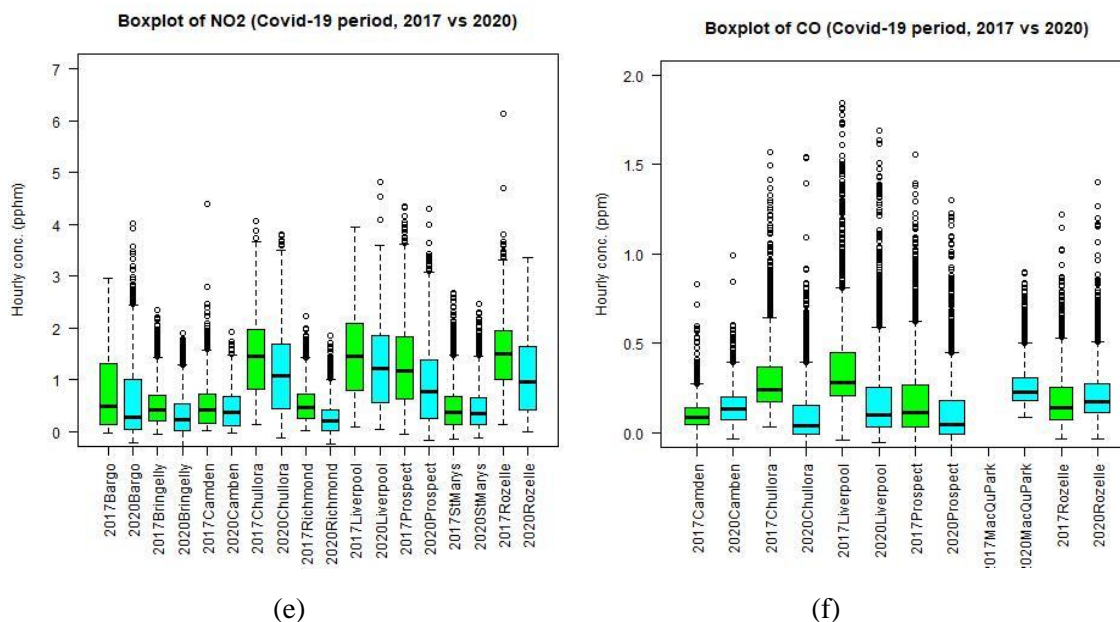 Boxplot of NO2 (Covid-19 period, 2017 vs 2020)
7
6
5
4
3
2
1
0
Hourly conc. (pphm)
2017Bargo
2020Bargo
2017Bringelly
2020Bringelly
2017Camden
2020Camben
2017Chullora
2020Chullora
2017Richmond
2020Richmond
2017Liverpool
2020Liverpool
2017Prospect
2020Prospect
2017StMarys
2020StMarys
2017Rozelle
2020Rozelle
(e)
Boxplot of CO (Covid-19 period, 2017 vs 2020)
2.0
1.5
1.0
0.5
0.0
Hourly conc. (ppm)
2017Camden
2020Camben
2017Chullora
2020Chullora
2017Liverpool
2020Liverpool
2017Prospect
2020Prospect
2017MacQuPark
2020MacQuPark
2017Rozelle
2020Rozelle
(f)